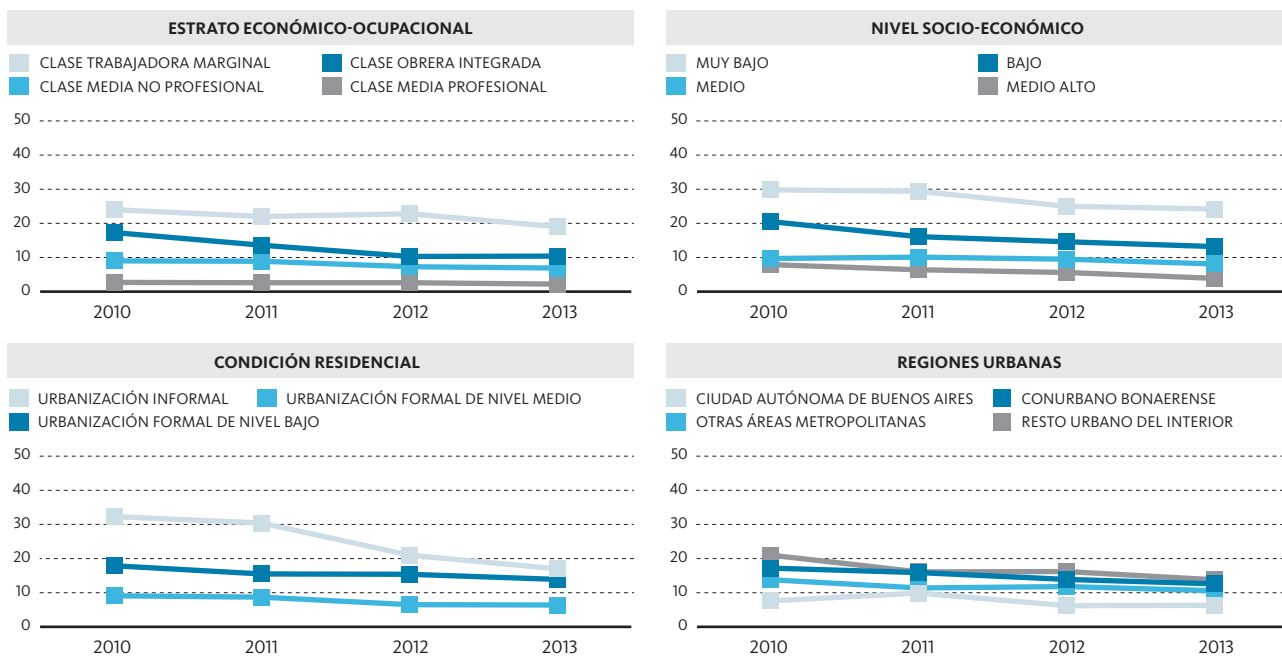 ESTRATO ECONÓMICO-OCUPACIONAL
CLASE TRABAJADORA MARGINAL
CLASE OBRERA INTEGRADA
CLASE MEDIA NO PROFESIONAL
CLASE MEDIA PROFESIONAL
50
40
30
20
10
0
2010 2011 2012 2013
NIVEL SOCIO-ECONÓMICO
MUY BAJO
BAJO
MEDIO
MEDIO ALTO
50
40
30
20
10
0
2010 2011 2012 2013
CONDICIÓN RESIDENCIAL
URBANIZACIÓN INFORMAL
URBANIZACIÓN FORMAL DE NIVEL MEDIO
URBANIZACIÓN FORMAL DE NIVEL BAJO
50
40
30
20
10
0
2010 2011 2012 2013
REGIONES URBANAS
CIUDAD AUTÓNOMA DE BUENOS AIRES
CONURBANO BONAERENSE
OTRAS ÁREAS METROPOLITANAS
RESTO URBANO DEL INTERIOR
50
40
30
20
10
0
2010 2011 2012 2013